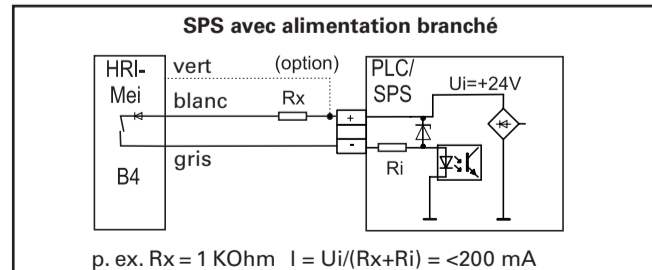 SPS avec alimentation branché
HRI-
Mei
B4
vert
(option)
blanc
Rx
gris
+
-
PLC/
SPS
Ui=+24V
Ri
p. ex. Rx = 1 KOhm I = Ui/(Rx+Ri) = <200 mA